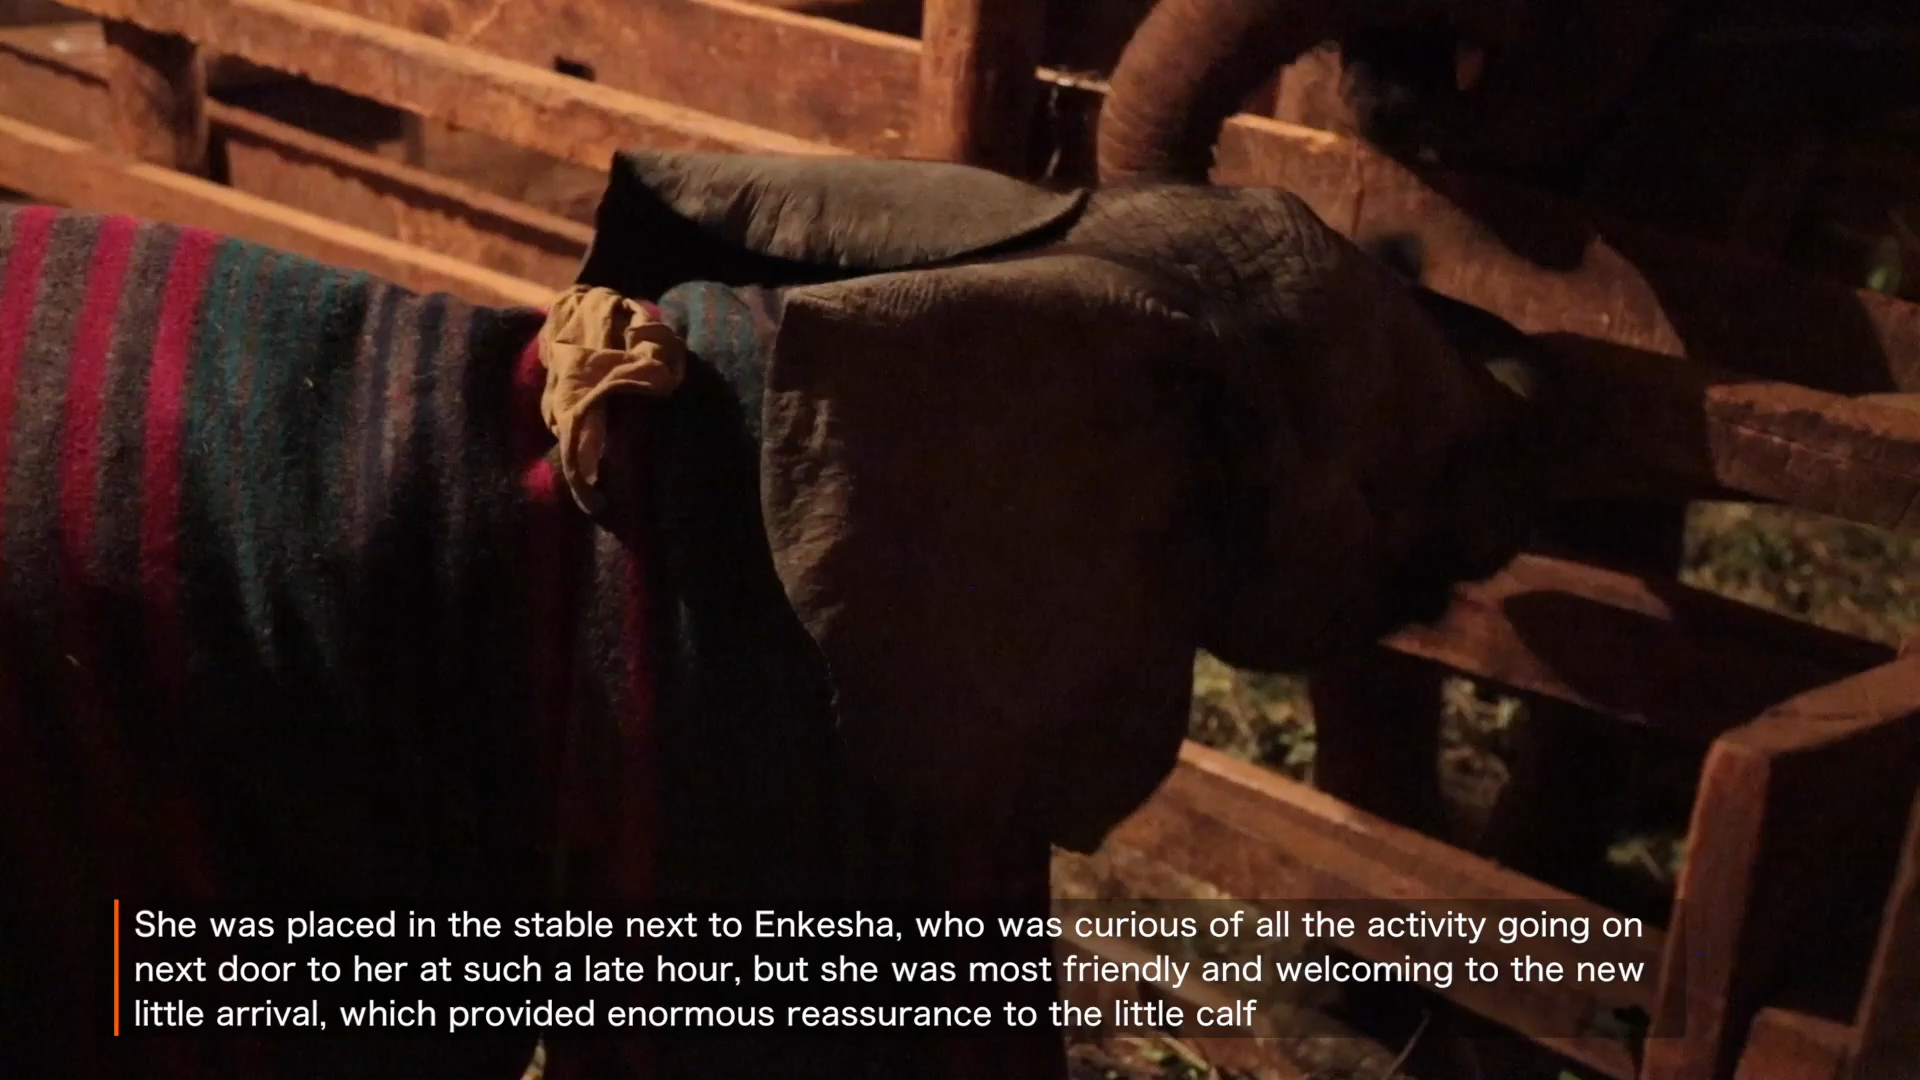 She was placed in the stable next to Enkesha, who was curious of all the activity going on
next door to her at such a late hour, but she was most friendly and welcoming to the new
little arrival, which provided enormous reassurance to the little calf